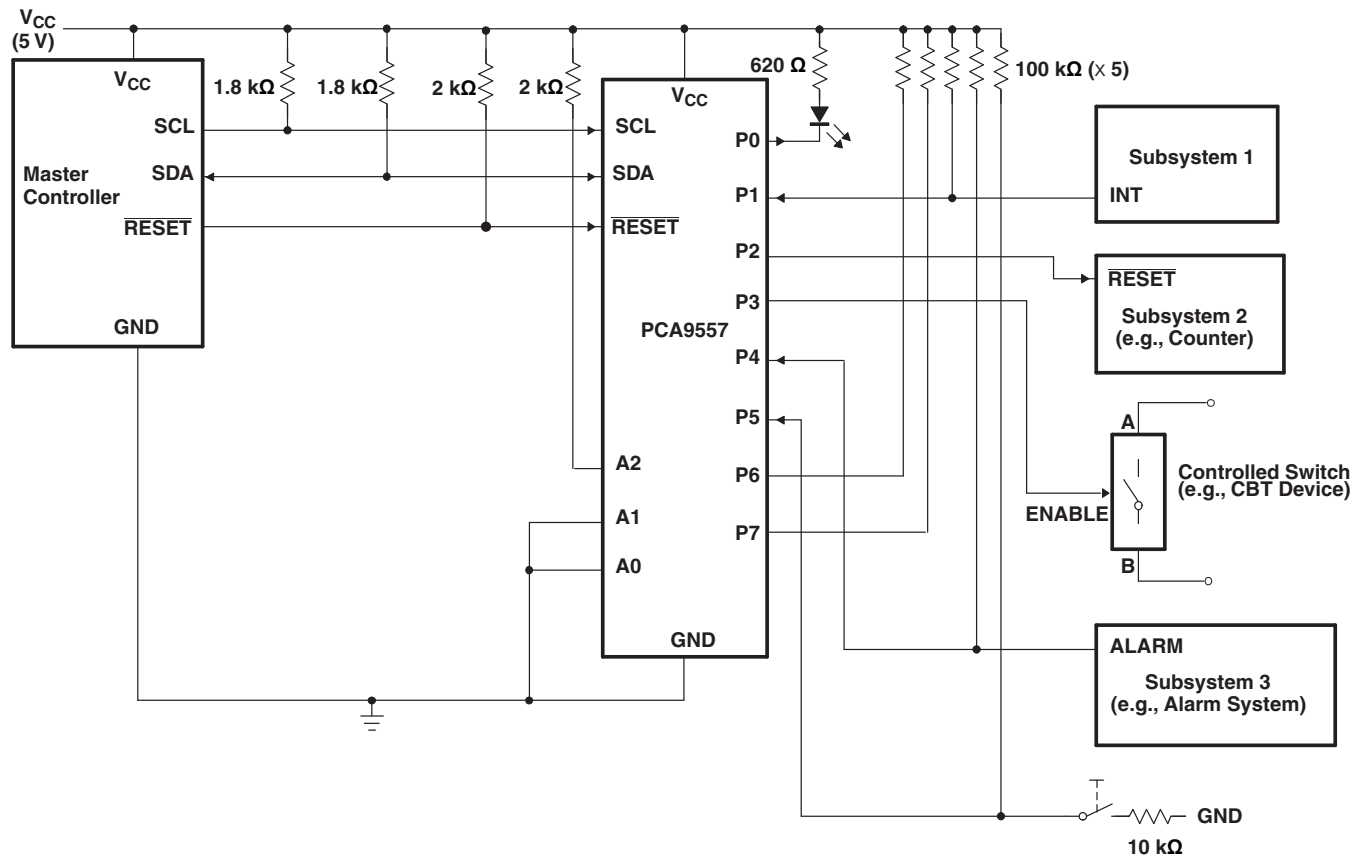 VCC
(5 V)
VCC
1.8 kΩ
1.8 kΩ
2 kΩ
2 kΩ
VCC
620 Ω
100 kΩ (X 5)
SCL
SCL
P0
Master
Controller
SDA
SDA
P1
Subsystem 1
INT
RESET
RESET
P2
RESET
Subsystem 2
(e.g., Counter)
GND
PCA9557
P3
P4
P5
A
Controlled Switch
(e.g., CBT Device)
ENABLE
B
A2
P6
A1
P7
A0
GND
ALARM
Subsystem 3
(e.g., Alarm System)
GND
10 kΩ